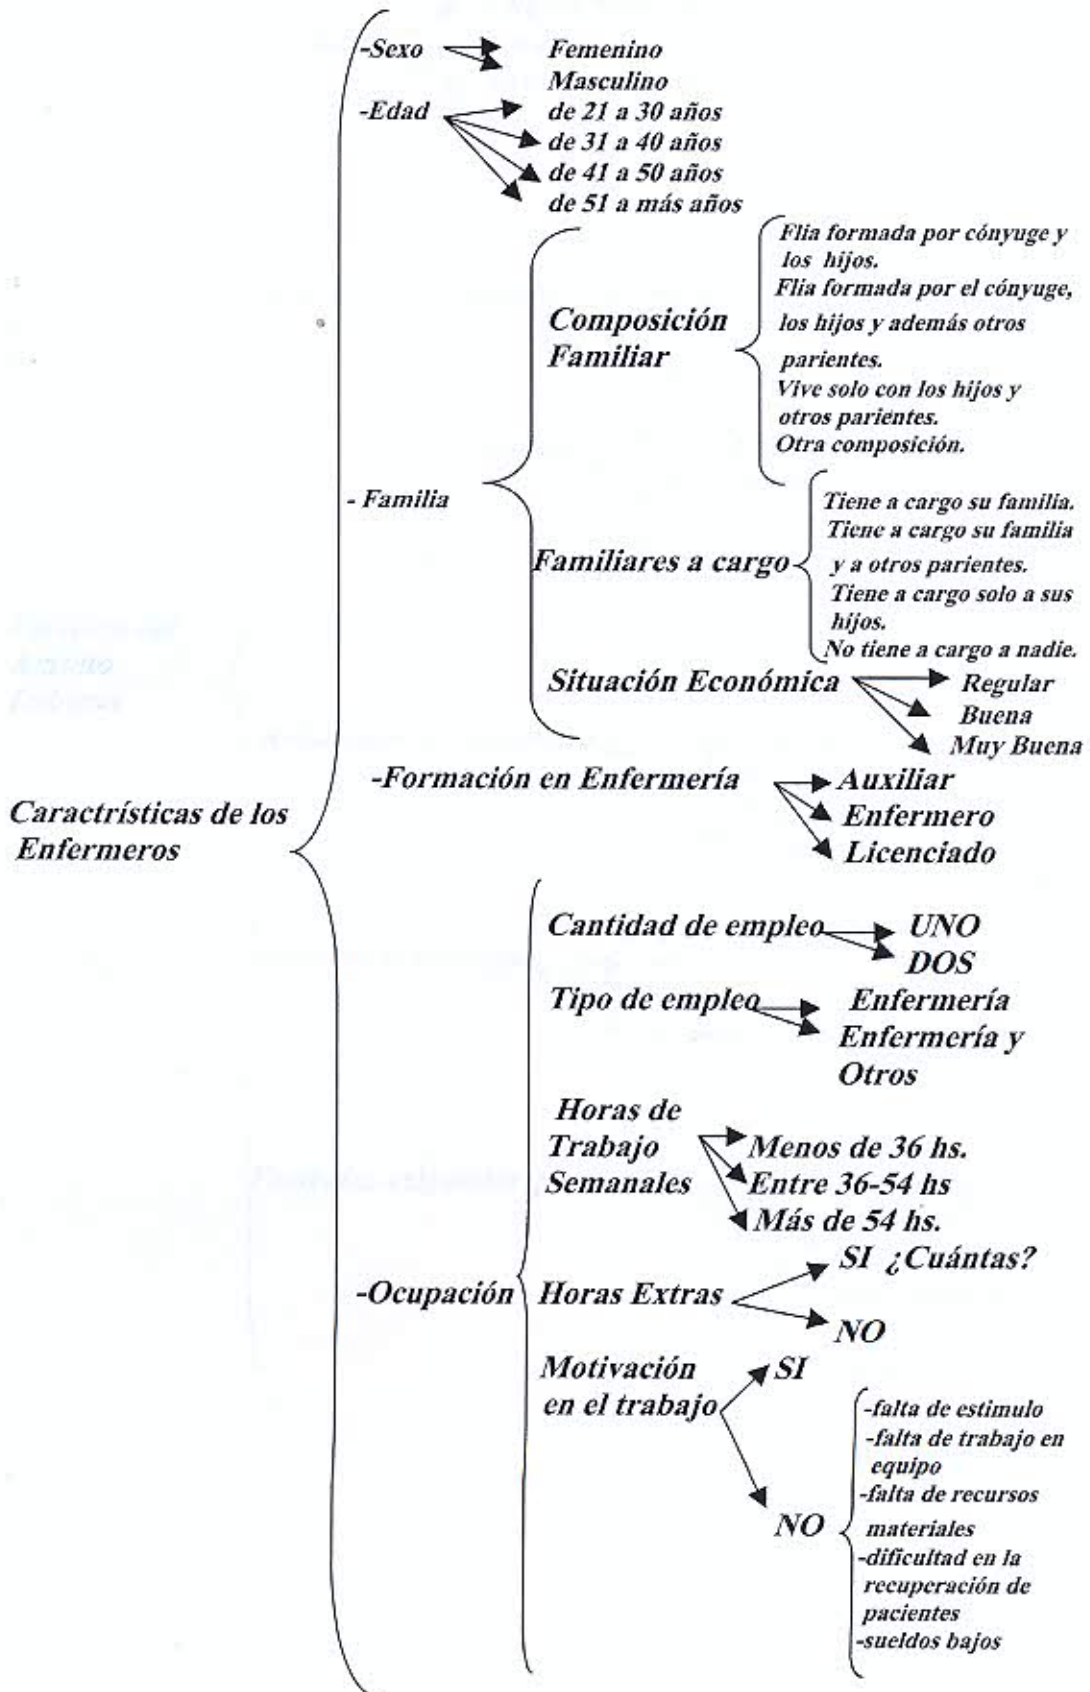 -Sexo
Femenino
Masculino
-Edad
de 21 a 30 años
de 31 a 40 años
de 41 a 50 años
de 51 a más años
- Familia
Composición
Familiar
Flia formada por cónyuge y
los hijos.
Flia formada por el cónyuge,
los hijos y además otros
parientes.
Vive solo con los hijos y
otros parientes.
Otra composición.
Familiares a cargo
Tiene a cargo su familia.
Tiene a cargo su familia
y a otros parientes.
Tiene a cargo solo a sus
hijos.
No tiene a cargo a nadie.
Situación Económica
Regular
Buena
Muy Buena
-Formación en Enfermería
Auxiliar
Enfermero
Licenciado
Caractrísticas de los
Enfermeros
-Ocupación
Cantidad de empleo
UNO
DOS
Tipo de empleo
Enfermería
Enfermería y
Otros
Horas de
Trabajo
Semanales
Menos de 36 hs.
Entre 36-54 hs
Más de 54 hs.
Horas Extras
SI ¿Cuántas?
NO
Motivación
en el trabajo
SI
NO
-falta de estimulo
-falta de trabajo en
equipo
-falta de recursos
materiales
-dificultad en la
recuperación de
pacientes
-sueldos bajos